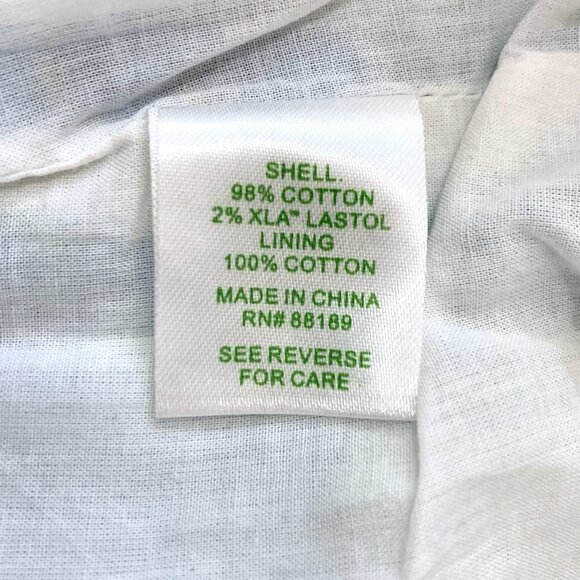 SHELL.
98% COTTON
2% XLA™ LASTOL
LINING
100% COTTON
MADE IN CHINA
RN# 88189
SEE REVERSE
FOR CARE